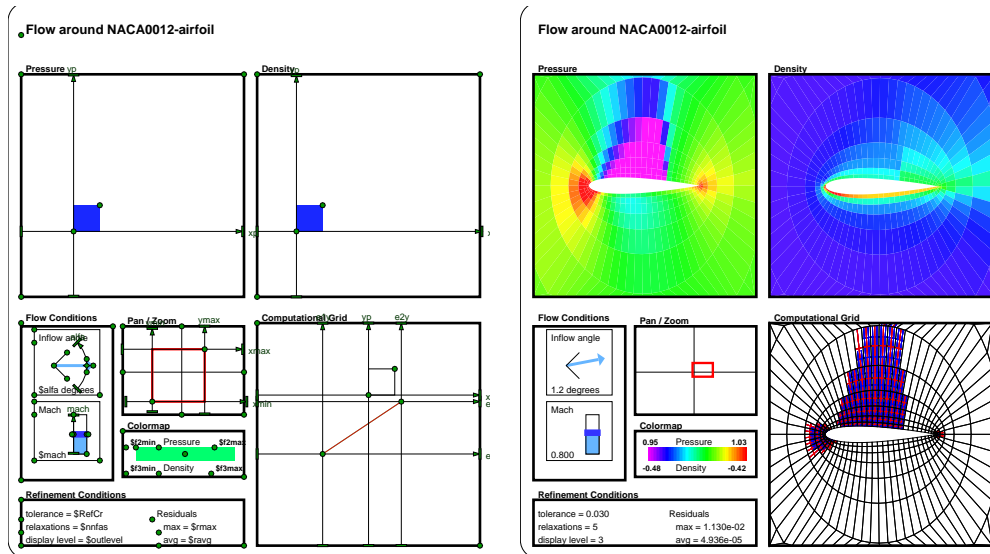 Flow around NACA0012-airfoil
Pressure yp
Density
xp
Flow Conditions
Inflow angle
$alfa degrees
Mach
mach
$mach
Pan / Zoom
ymax
xmax
xmin
Colormap
$f2min Pressure $f2max
$f3min Density $f3max
Computational Grid
yp e2y
x
e
e
Refinement Conditions
tolerance = $RefCr
relaxations = $nnfas
display level = $outlevel
Residuals
max = $rmax
avg = $ravg
Flow around NACA0012-airfoil
Pressure
Density
Flow Conditions
Inflow angle
1.2 degrees
Mach
0.800
Pan / Zoom
Colormap
0.95 Pressure 1.03
-0.48 Density -0.42
Computational Grid
Refinement Conditions
tolerance = 0.030
relaxations = 5
display level = 3
Residuals
max = 1.130e-02
avg = 4.936e-05